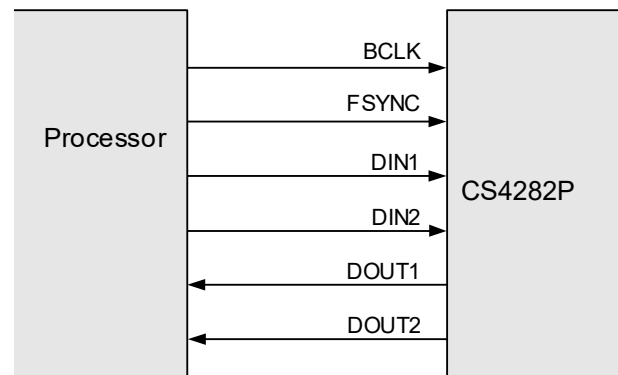 BCLK
FSYNC
Processor
DIN1
CS4282P
DIN2
DOUT1
DOUT2